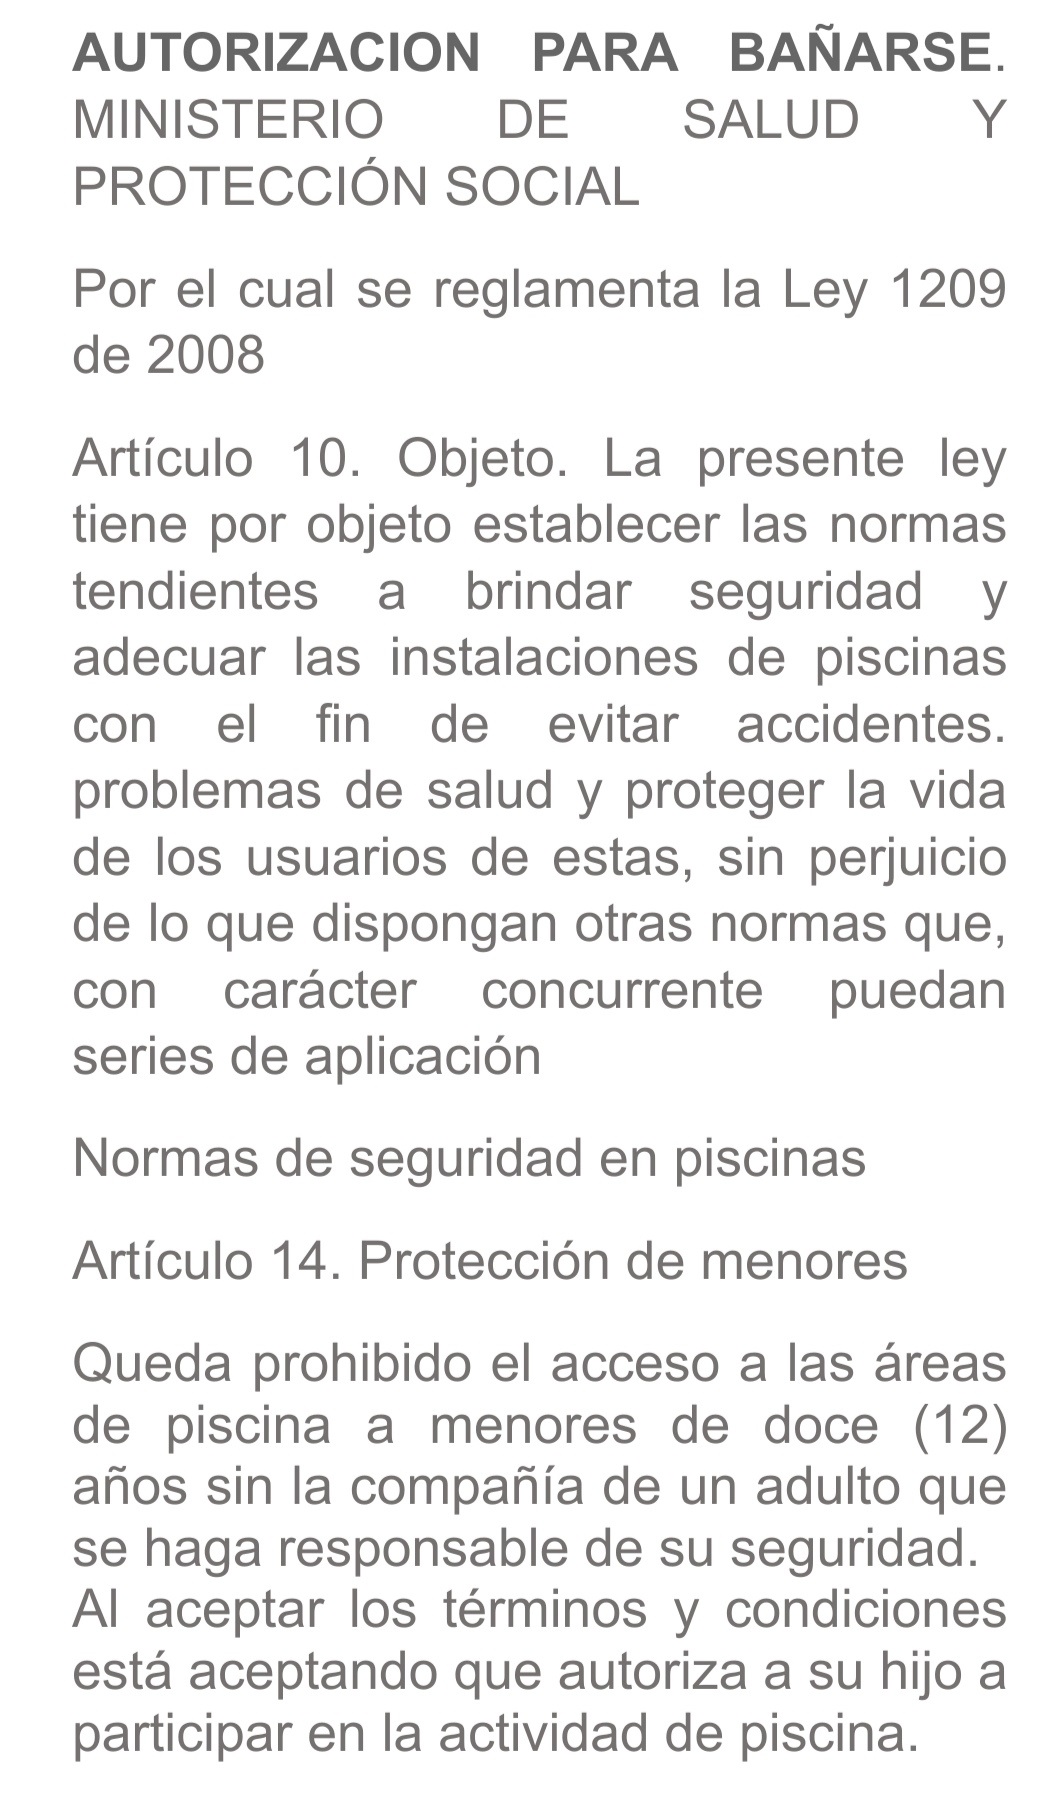 AUTORIZACION PARA BAÑARSE.
MINISTERIO DE SALUD Y
PROTECCIÓN SOCIAL
Por el cual se reglamenta la Ley 1209
de 2008
Artículo 10. Objeto. La presente ley
tiene por objeto establecer las normas
tendientes a brindar seguridad y
adecuar las instalaciones de piscinas
con el fin de evitar accidentes.
problemas de salud y proteger la vida
de los usuarios de estas, sin perjuicio
de lo que dispongan otras normas que,
con carácter concurrente puedan
series de aplicación
Normas de seguridad en piscinas
Artículo 14. Protección de menores
Queda prohibido el acceso a las áreas
de piscina a menores de doce (12)
años sin la compañía de un adulto que
se haga responsable de su seguridad.
Al aceptar los términos y condiciones
está aceptando que autoriza a su hijo a
participar en la actividad de piscina.